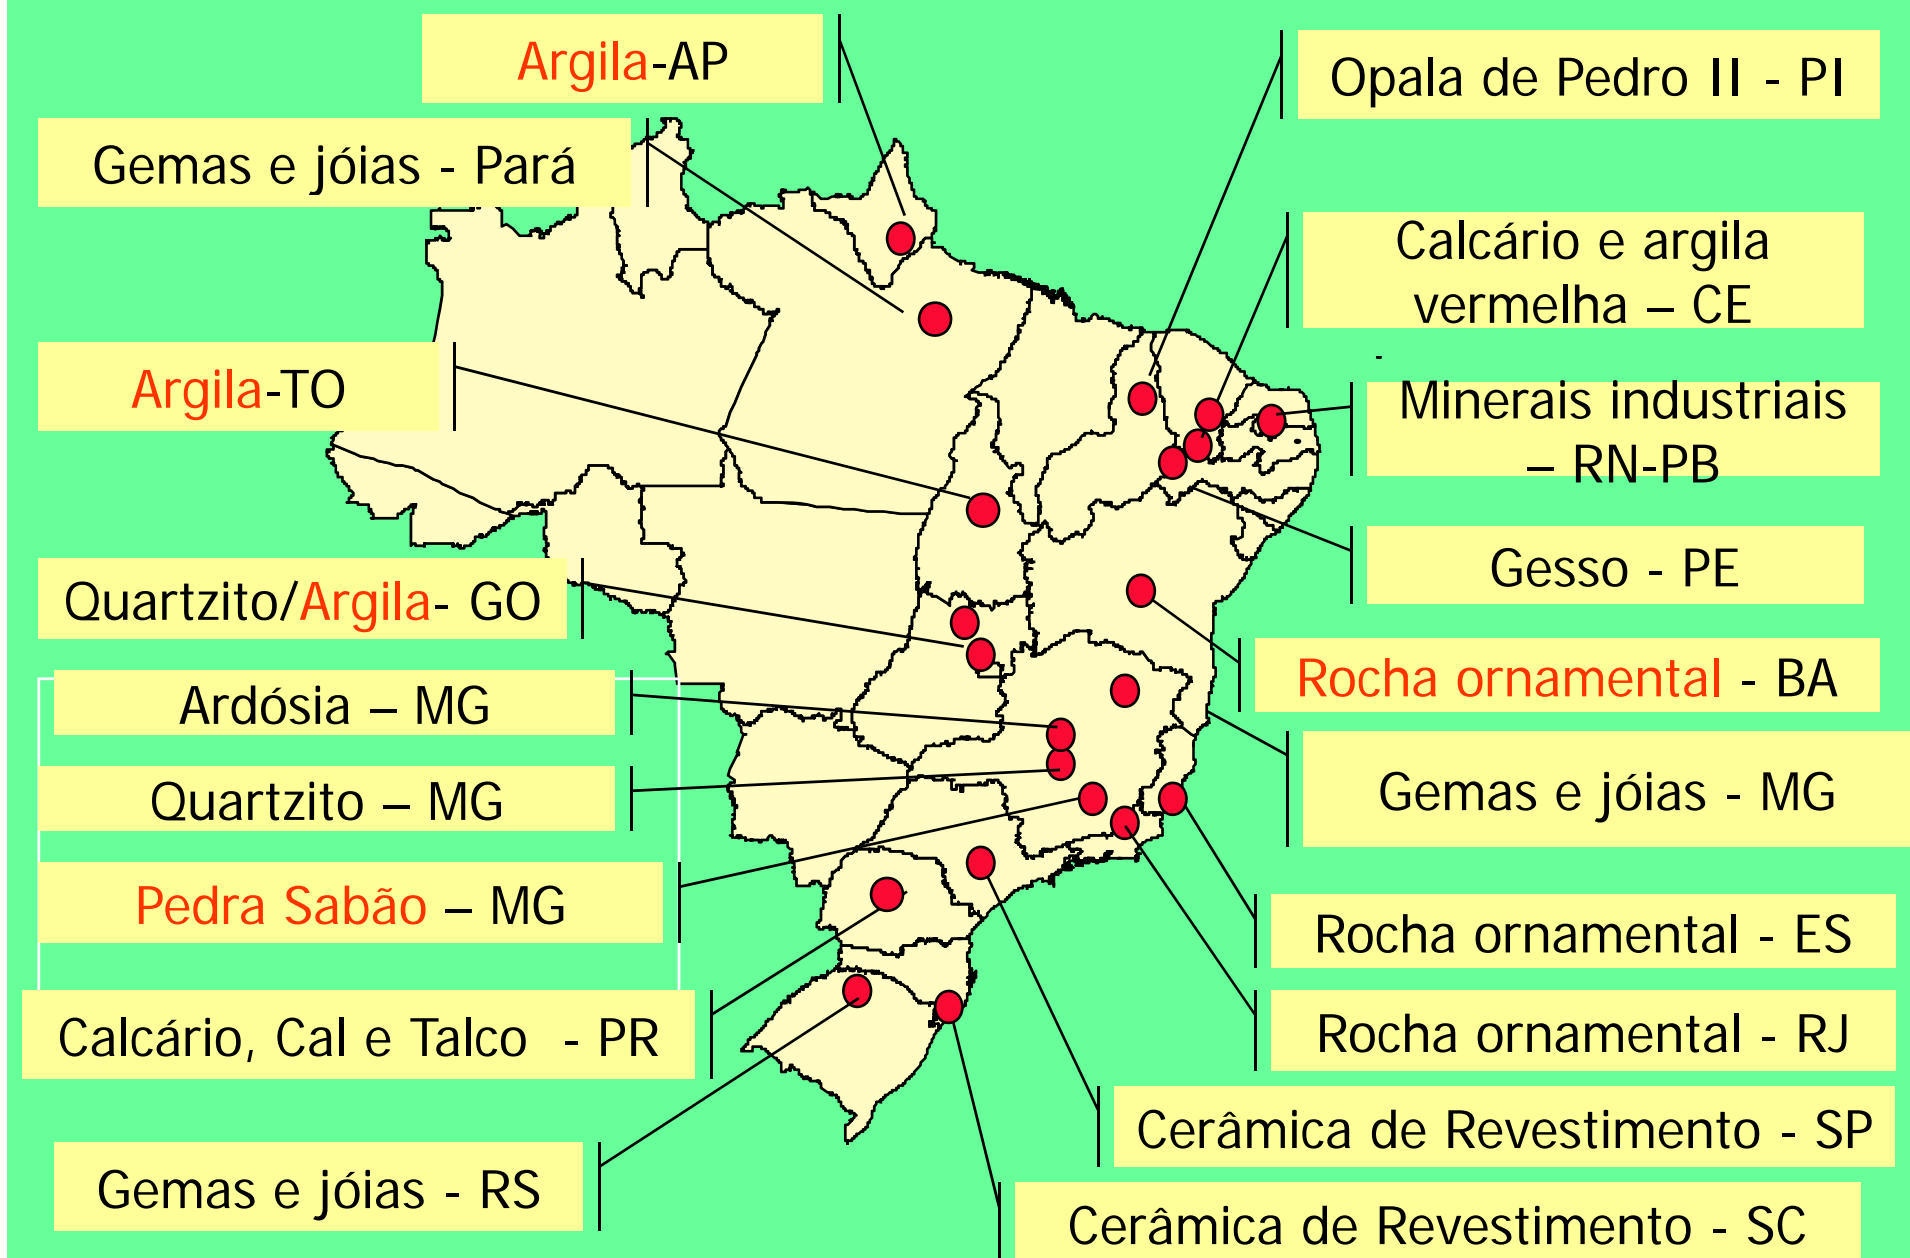 Argila-AP
Gemas e jóias - Pará
Argila-TO
Quartzito/Argila- GO
Ardósia – MG
Quartzito – MG
Pedra Sabão – MG
Calcário, Cal e Talco - PR
Gemas e jóias - RS
Opala de Pedro II - PI
Calcário e argila
vermelha – CE
Minerais industriais
– RN-PB
Gesso - PE
Rocha ornamental - BA
Gemas e jóias - MG
Rocha ornamental - ES
Rocha ornamental - RJ
Cerâmica de Revestimento - SP
Cerâmica de Revestimento - SC